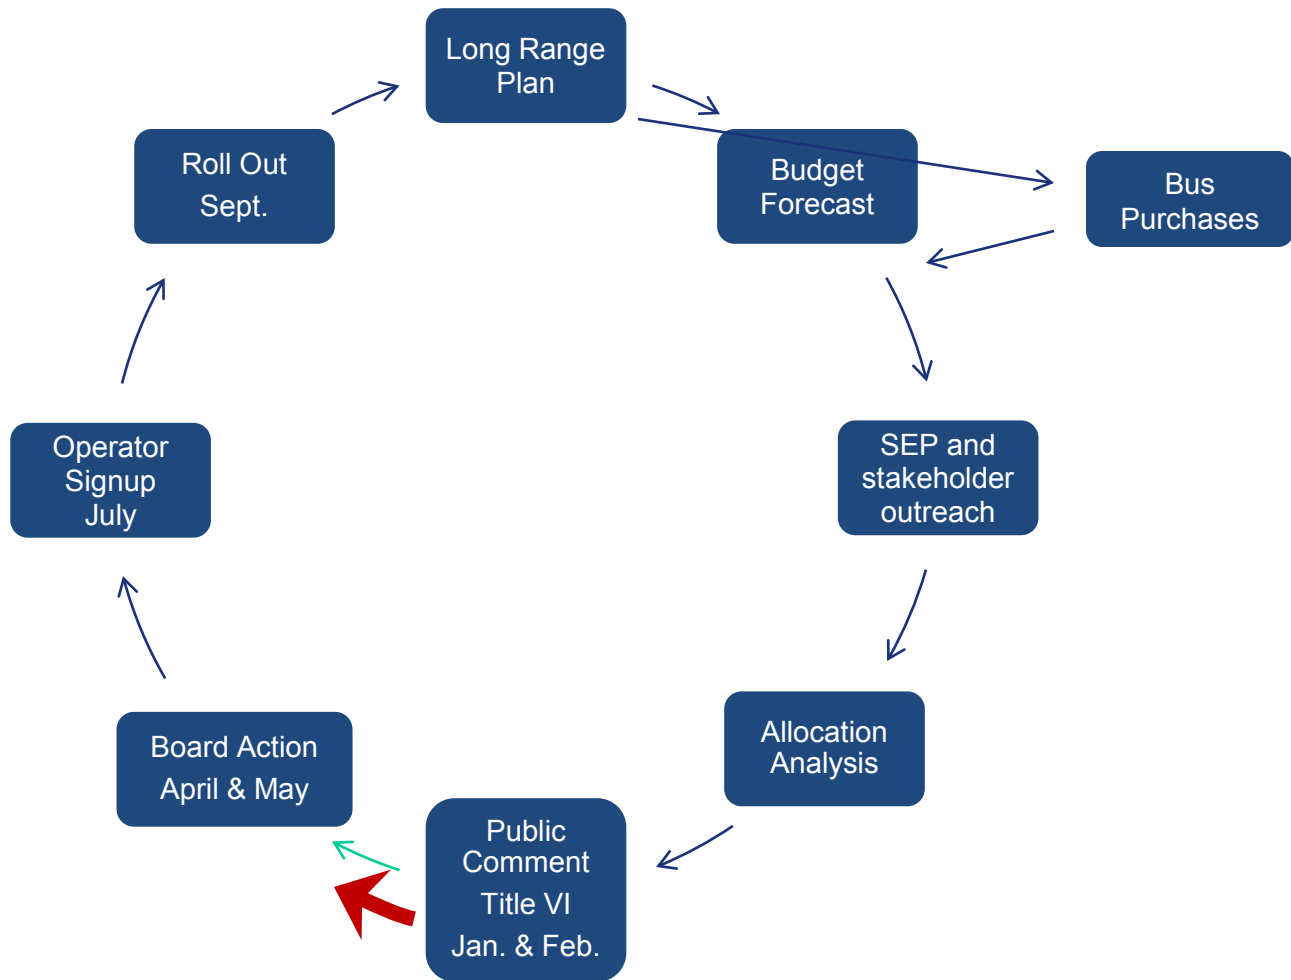 Long Range
Plan
Budget
Forecast
Bus
Purchases
SEP and
stakeholder
outreach
Allocation
Analysis
Public
Comment
Title VI
Jan. & Feb.
Board Action
April & May
Operator
Signup
July
Roll Out
Sept.